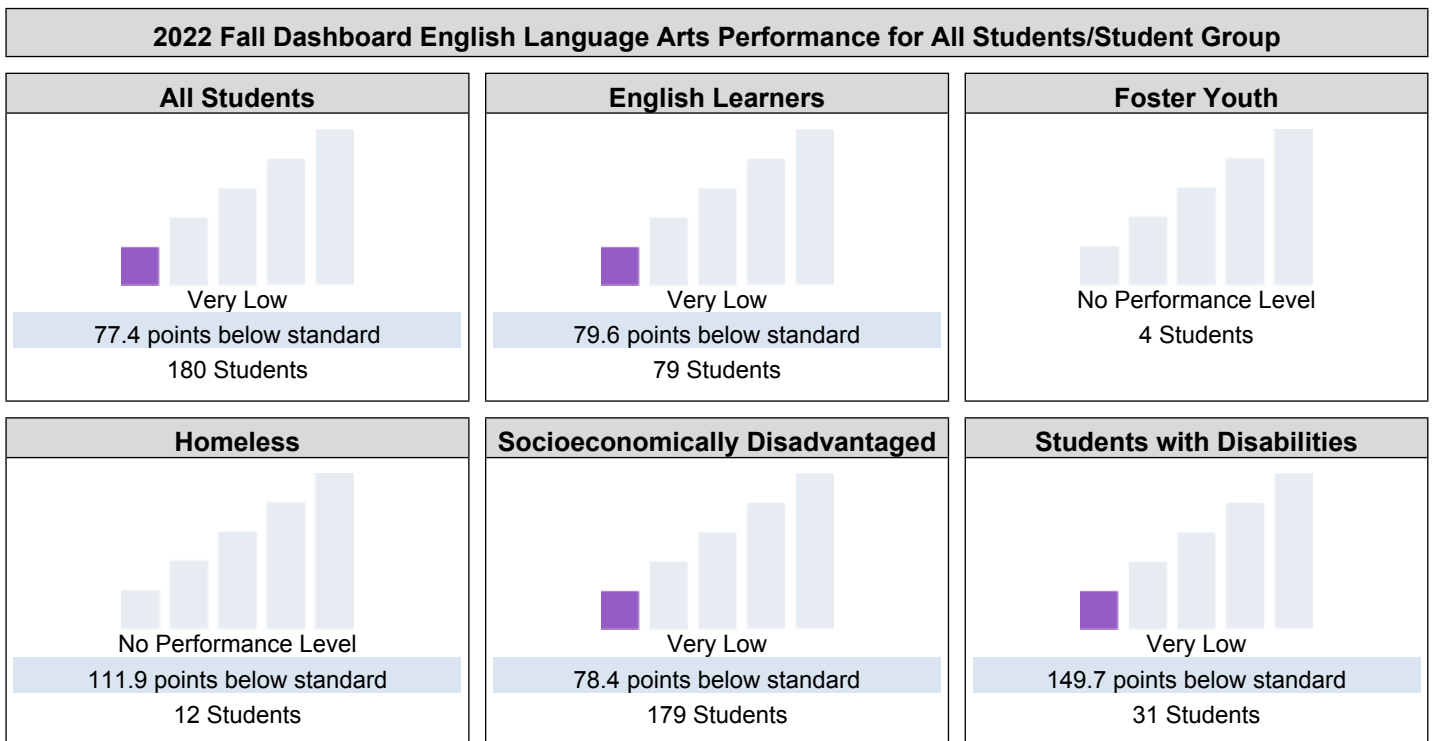 2022 Fall Dashboard English Language Arts Performance for All Students/Student Group
All Students
Very Low
77.4 points below standard
180 Students
English Learners
Very Low
79.6 points below standard
79 Students
Foster Youth
No Performance Level
4 Students
Homeless
No Performance Level
111.9 points below standard
12 Students
Socioeconomically Disadvantaged
Very Low
78.4 points below standard
179 Students
Students with Disabilities
Very Low
149.7 points below standard
31 Students